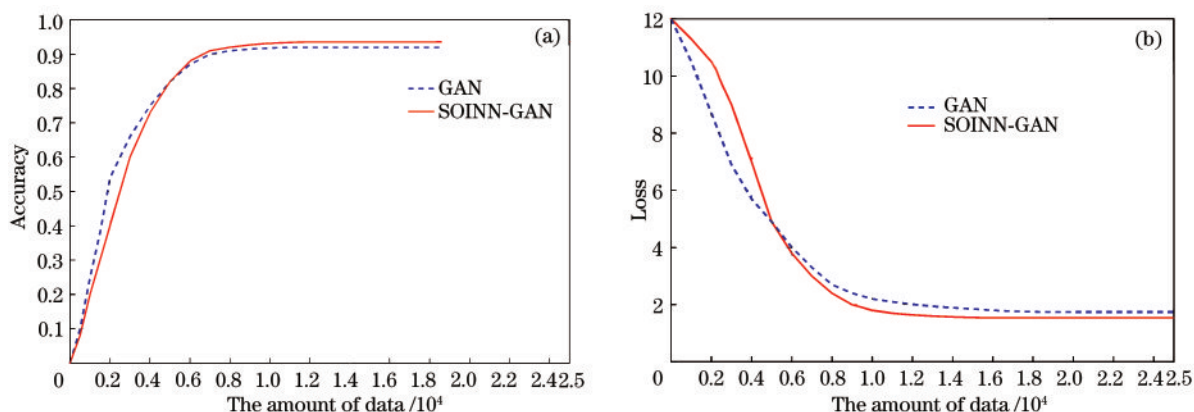 1.0
0.9
0.8
0.7
0.6
0.5
0.4
0.3
0.2
0.1
Accuracy
(a)
GAN
SOINN-GAN
0 0.2 0.4 0.6 0.8 1.0 1.2 1.4 1.6 1.8 2.0 2.2 2.4 2.5
The amount of data /10⁴
12
10
8
6
4
2
0
Loss
(b)
GAN
SOINN-GAN
0.2 0.4 0.6 0.8 1.0 1.2 1.4 1.6 1.8 2.0 2.2 2.4 2.5
The amount of data /10⁴